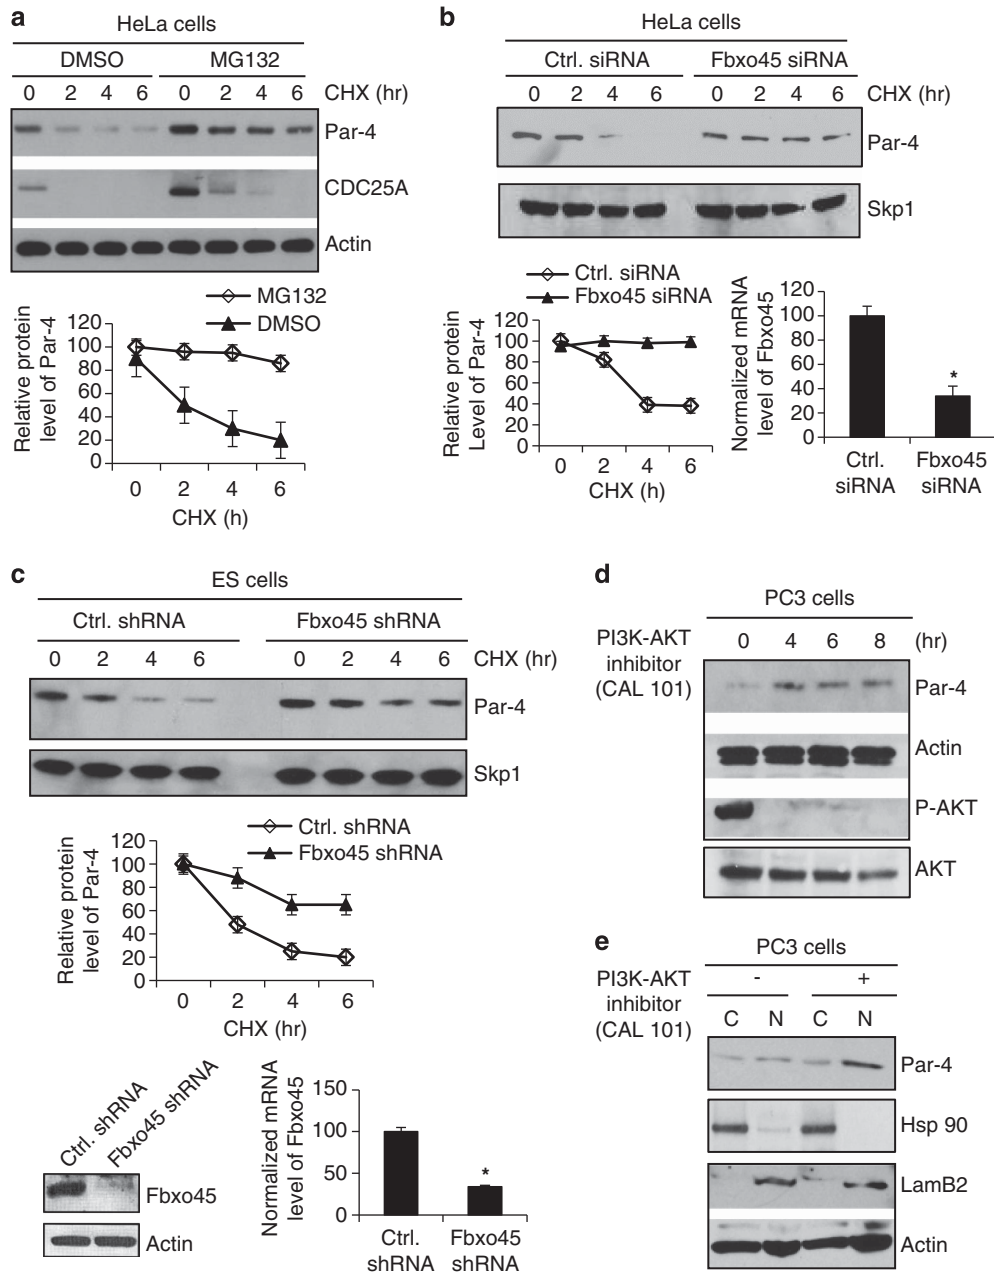 a
HeLa cells
DMSO MG132
0 2 4 6 0 2 4 6 CHX (hr)
Par-4
CDC25A
Actin
MG132
DMSO
Relative protein
level of Par-4
120
100
80
60
40
20
0
0 2 4 6
CHX (h)
b
HeLa cells
Ctrl. siRNA Fbxo45 siRNA
0 2 4 6 0 2 4 6 CHX (hr)
Par-4
Skp1
Ctrl. siRNA
Fbxo45 siRNA
Relative protein
Level of Par-4
120
100
80
60
40
20
0
0 2 4 6
CHX (h)
Normalized mRNA
level of Fbxo45
120
100
80
60
40
20
0
*
Ctrl. siRNA
Fbxo45 siRNA
c
ES cells
Ctrl. shRNA Fbxo45 shRNA
0 2 4 6 0 2 4 6 CHX (hr)
Par-4
Skp1
Ctrl. shRNA
Fbxo45 shRNA
Relative protein
level of Par-4
120
100
80
60
40
20
0
0 2 4 6
CHX (hr)
Ctrl. shRNA
Fbxo45 shRNA
Fbxo45
Actin
Normalized mRNA
level of Fbxo45
150
100
50
0
*
Ctrl. shRNA
Fbxo45 shRNA
d
PC3 cells
PI3K-AKT
inhibitor
(CAL 101)
0 4 6 8 (hr)
Par-4
Actin
P-AKT
AKT
e
PC3 cells
PI3K-AKT
inhibitor
(CAL 101)
- +
C N C N
Par-4
Hsp 90
LamB2
Actin